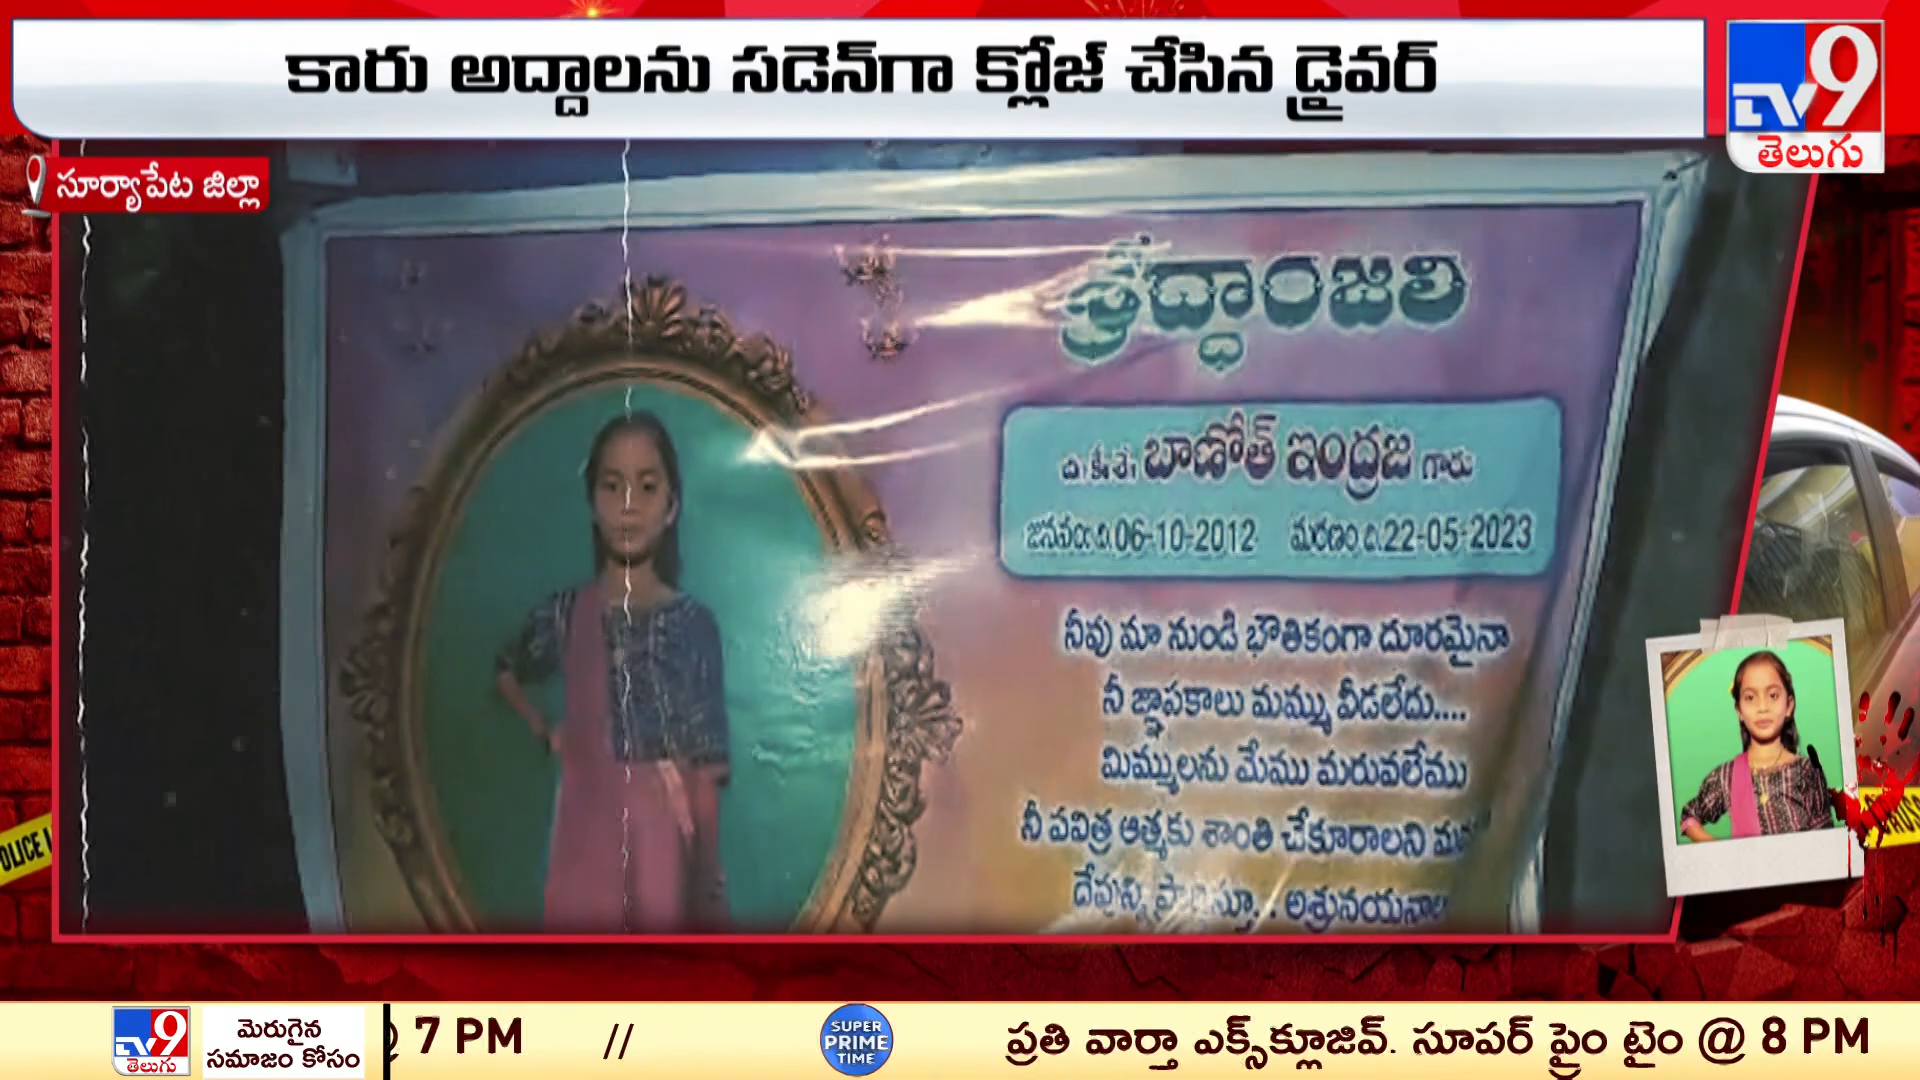 కారు అద్దాలను సడెన్‌గా క్లోజ్ చేసిన డ్రైవర్
TV9
తెలుగు
సూర్యాపేట జిల్లా
శ్రద్ధాంజలి
బాణోత్ ఇంద్రజ గారు
జననం:ది.06-10-2012 మరణం.ది.22-05-2023
నీవు మా నుండి భౌతికంగా దూరమైనా
నీ జ్ఞాపకాలు మమ్ము వీడలేదు....
మిమ్ములను మేము మరువలేము
నీ పవిత్ర ఆత్మకు శాంతి చేకూరాలని
POLICE
TV9
తెలుగు
మెరుగైన
సమాజం కోసం
@ 7 PM // SUPER PRIME TIME ప్రతి వార్తా ఎక్స్‌క్లూజివ్. సూపర్ ప్రైం టైం @ 8 PM